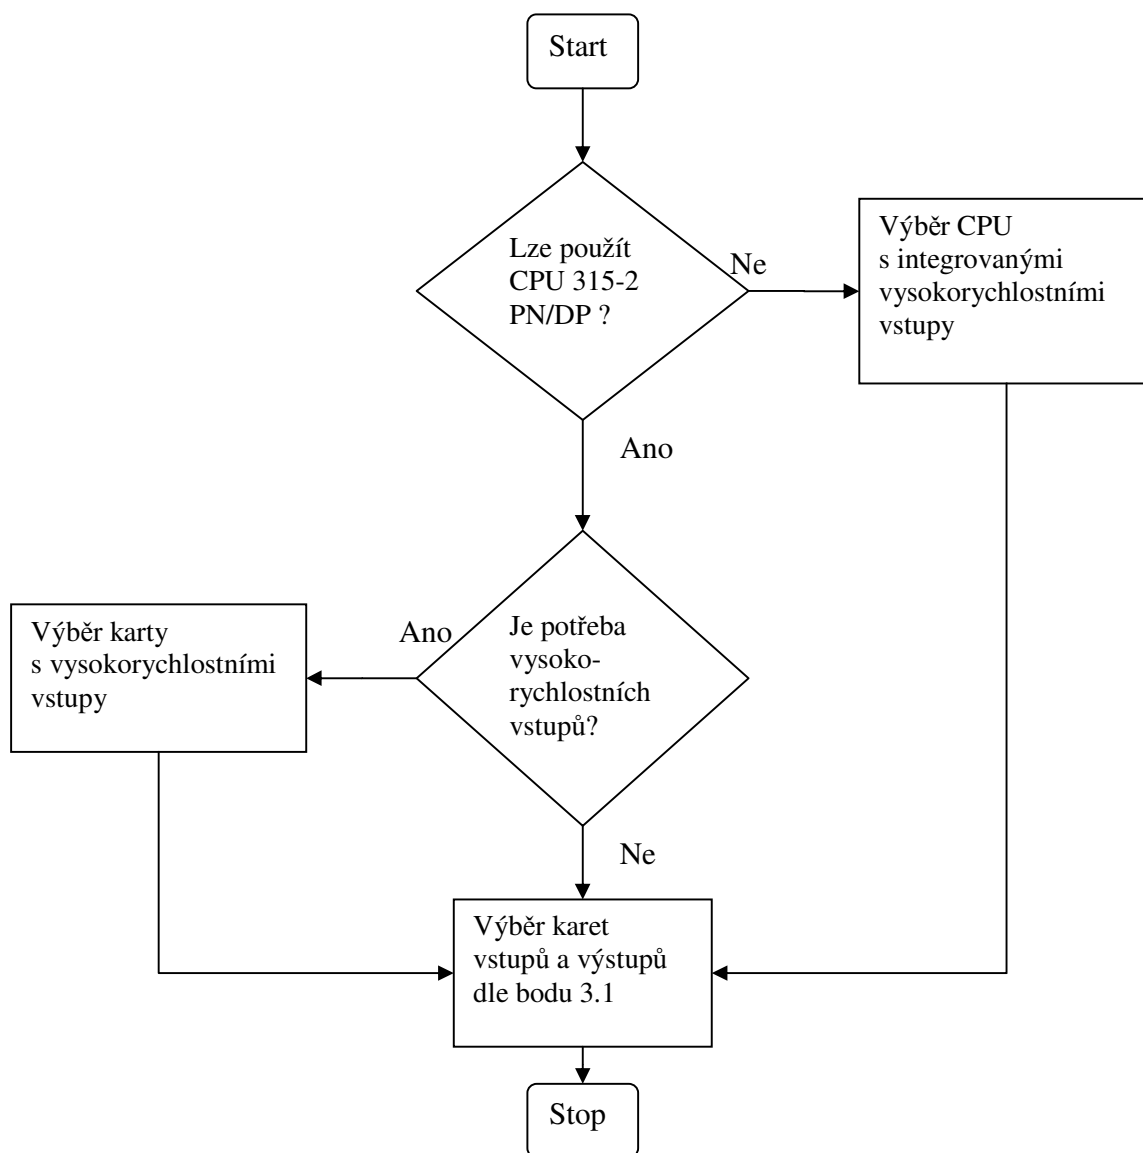 Start
Lze použít
CPU 315-2
PN/DP ?
Ne
Výběr CPU
s integrovanými
vysokorychlostními
vstupy
Ano
Je potřeba
vysoko-
rychlostních
vstupů?
Ano
Výběr karty
s vysokorychlostními
vstupy
Ne
Výběr karet
vstupů a výstupů
dle bodu 3.1
Stop